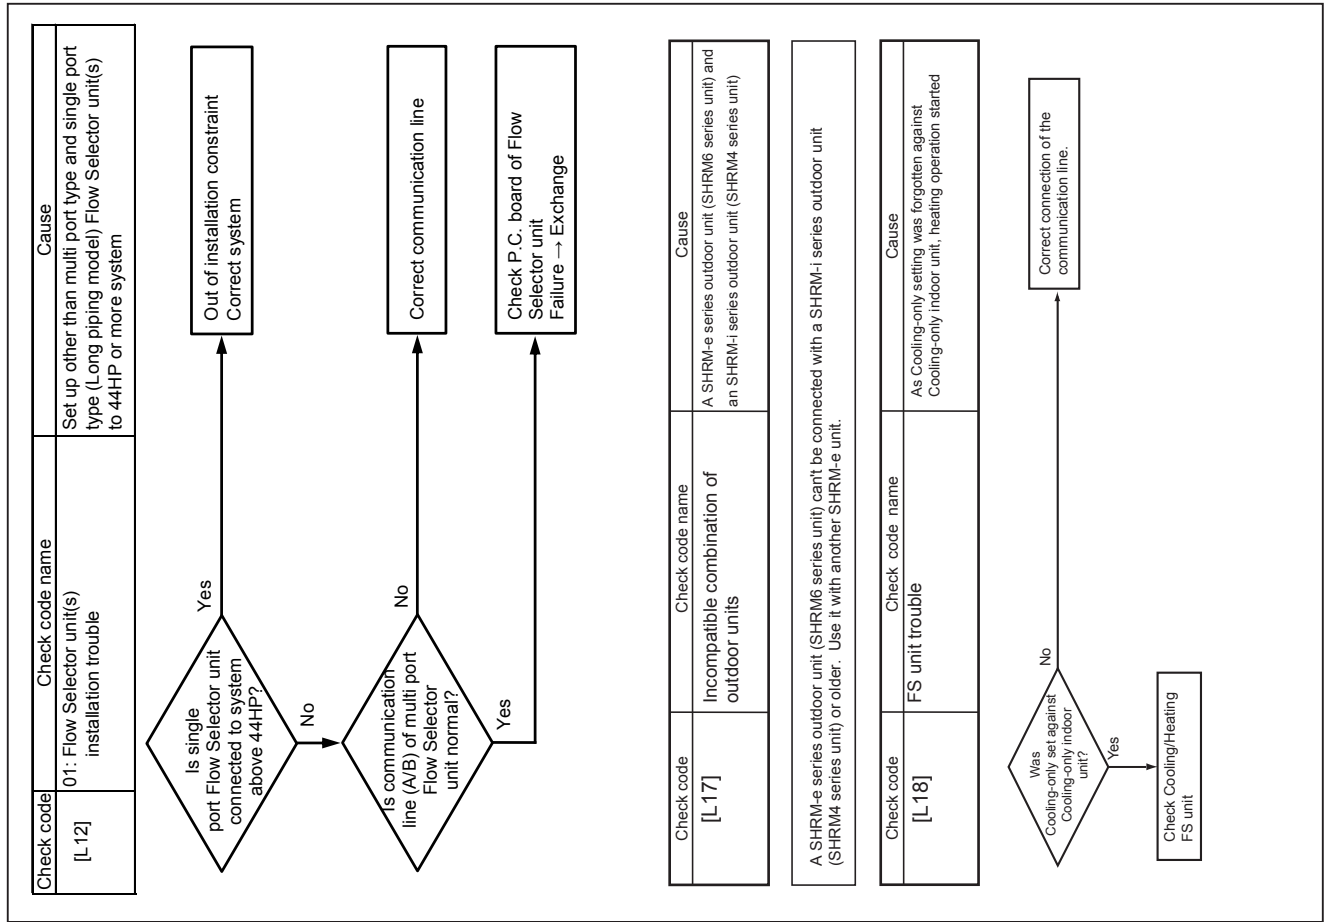 Check code
Check code name
Cause
[L12]
01: Flow Selector unit(s)
installation trouble
Set up other than multi port type and single port
type (Long piping model) Flow Selector unit(s)
to 44HP or more system
Is single
port Flow Selector unit
connected to system
above 44HP?
Yes
Out of installation constraint
Correct system
No
Is communication
line (A/B) of multi port
Flow Selector
unit normal?
No
Correct communication line
Yes
Check P.C. board of Flow
Selector unit
Failure → Exchange
Check code
Check code name
Cause
[L17]
Incompatible combination of
outdoor units
A SHRM-e series outdoor unit (SHRM6 series unit) and
an SHRM-i series outdoor unit (SHRM4 series unit)
A SHRM-e series outdoor unit (SHRM6 series unit) can't be connected with a SHRM-i series outdoor unit
(SHRM4 series unit) or older. Use it with another SHRM-e unit.
Check code
Check code name
Cause
[L18]
FS unit trouble
As Cooling-only setting was forgotten against
Cooling-only indoor unit, heating operation started
Was
Cooling-only set against
Cooling-only indoor
unit?
No
Correct connection of the
communication line.
Yes
Check Cooling/Heating
FS unit